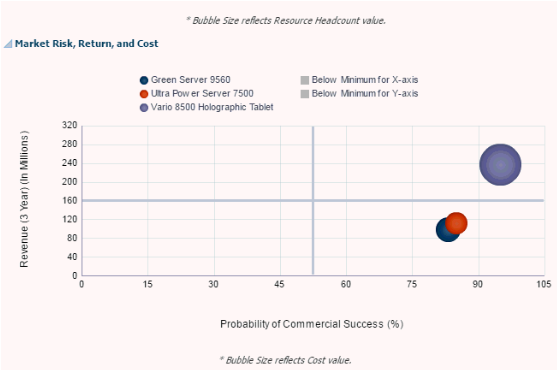 * Bubble Size reflects Resource Headcount value.
Market Risk, Return, and Cost
Green Server 9560
Below Minimum for X-axis
Ultra Power Server 7500
Below Minimum for Y-axis
Vario 8500 Holographic Tablet
Revenue (3 Year) (In Millions)
320
280
240
200
160
120
80
40
0
0
15
30
45
60
75
90
105
Probability of Commercial Success (%)
* Bubble Size reflects Cost value.